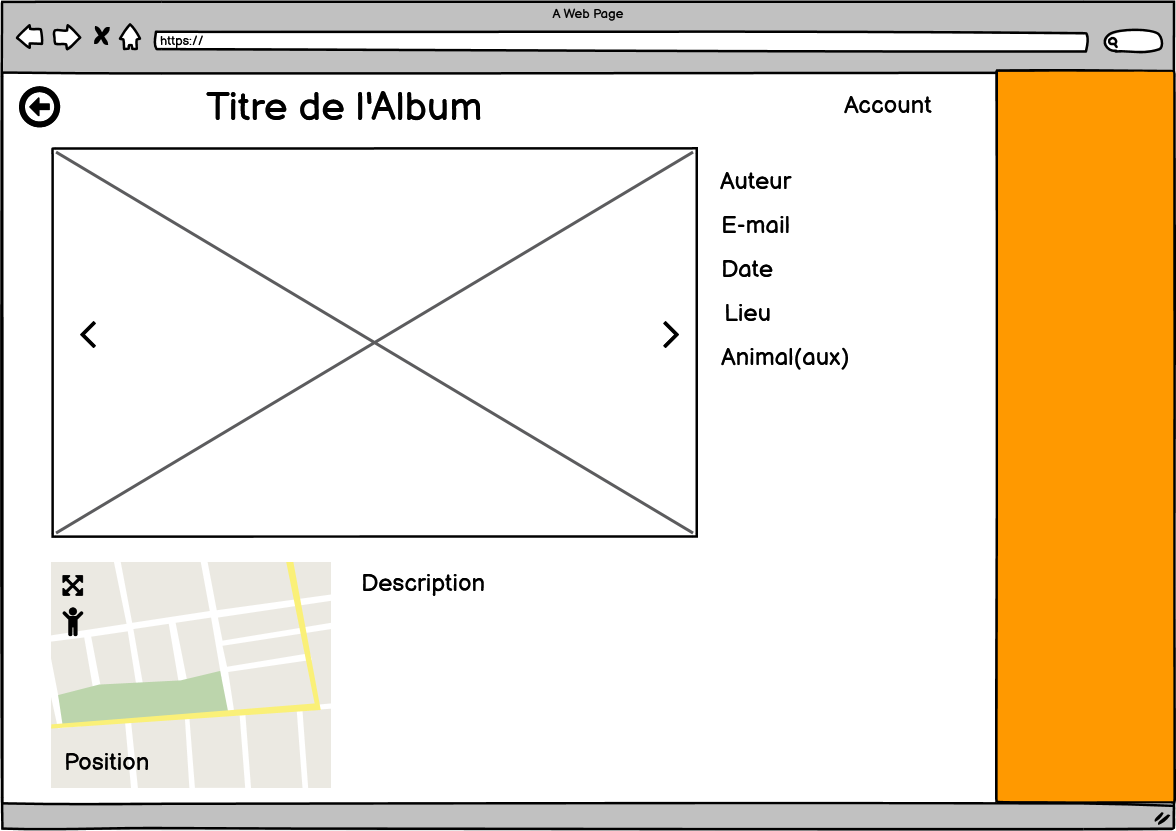 A Web Page
https://
Titre de l'Album
Account
Auteur
E-mail
Date
Lieu
Animal(aux)
Description
Position